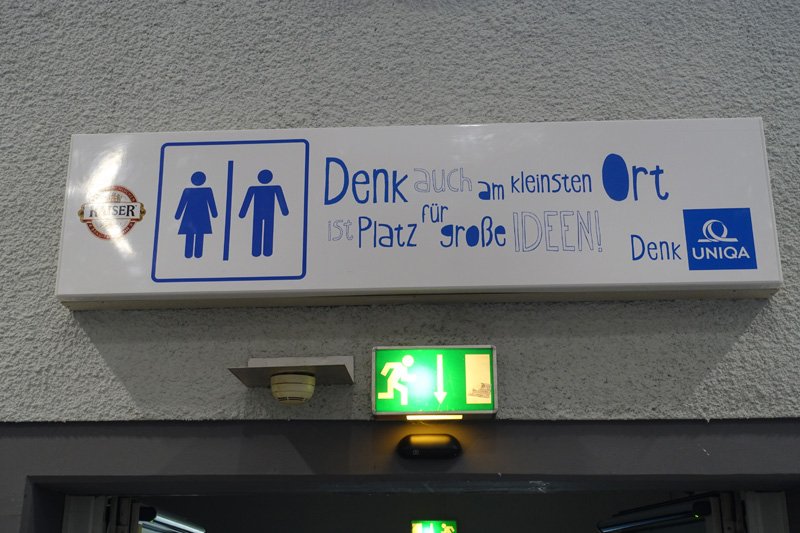 KAISER
Denk auch am kleinsten Ort
ist Platz für große IDEEN!
Denk UNIQA